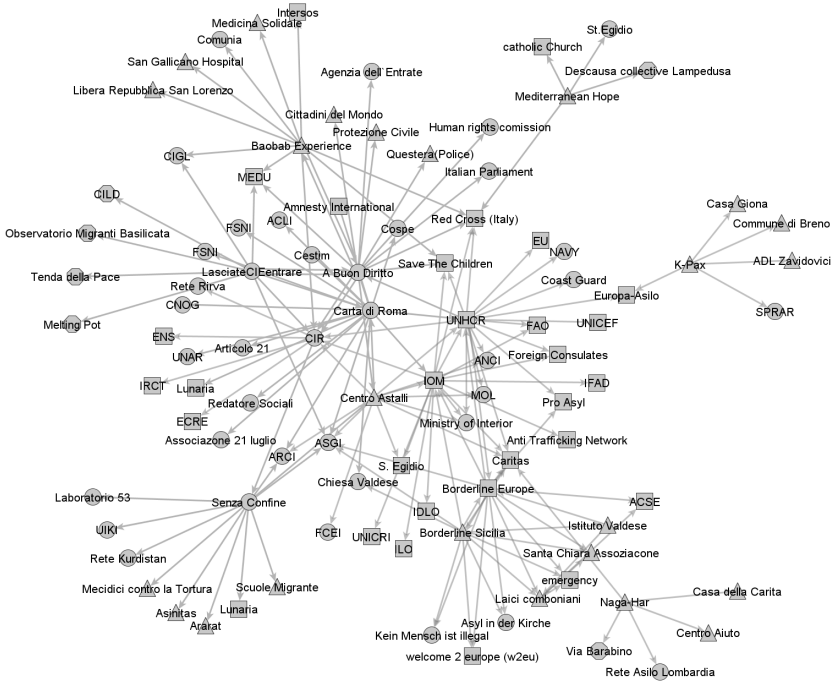 Intersos
Medicina Solidale
St.Egidio
Comunia
catholic Church
San Gallicano Hospital
Agenzia dell`Entrate
Descausa collective Lampedusa
Libera Repubblica San Lorenzo
Mediterranean Hope
Cittadini del Mondo
Protezione Civile
Human rights comission
Baobab Experience
CIGL
Questera(Police)
MEDU
Italian Parliament
CILD
Amnesty International
Casa Giona
FSNI
ACLI
Cospe
Red Cross (Italy)
Commune di Breno
Observatorio Migranti Basilicata
EU
NAVY
FSNI
Cestim
Save The Children
K-Pax
ADL Zavidovici
Tenda della Pace
LasciateCIEentrare
A Buon Diritto
Coast Guard
Rete Rirva
Europa-Asilo
CNOG
Carta di Roma
SPRAR
Melting Pot
UNHCR
FAO
UNICEF
ENS
CIR
UNAR
Articolo 21
ANCI
Foreign Consulates
IRCT
Lunaria
IOM
IFAD
Redatore Sociali
Centro Astalli
MOL
Pro Asyl
ECRE
Ministry of Interior
Associazone 21 luglio
ASGI
Anti Trafficking Network
ARCI
S. Egidio
Caritas
Chiesa Valdese
Borderline Europe
Laboratorio 53
Senza Confine
ACSE
IDLO
UIKI
FCEI
UNICRI
Borderline Sicilia
Istituto Valdese
ILO
Rete Kurdistan
Santa Chiara Assoziacone
emergency
Mecidici contro la Tortura
Scuole Migrante
Laici comboniani
Naga-Har
Casa della Carita
Asinitas
Lunaria
Ararat
Asyl in der Kirche
Kein Mensch ist illegal
Centro Aiuto
welcome 2 europe (w2eu)
Via Barabino
Rete Asilo Lombardia